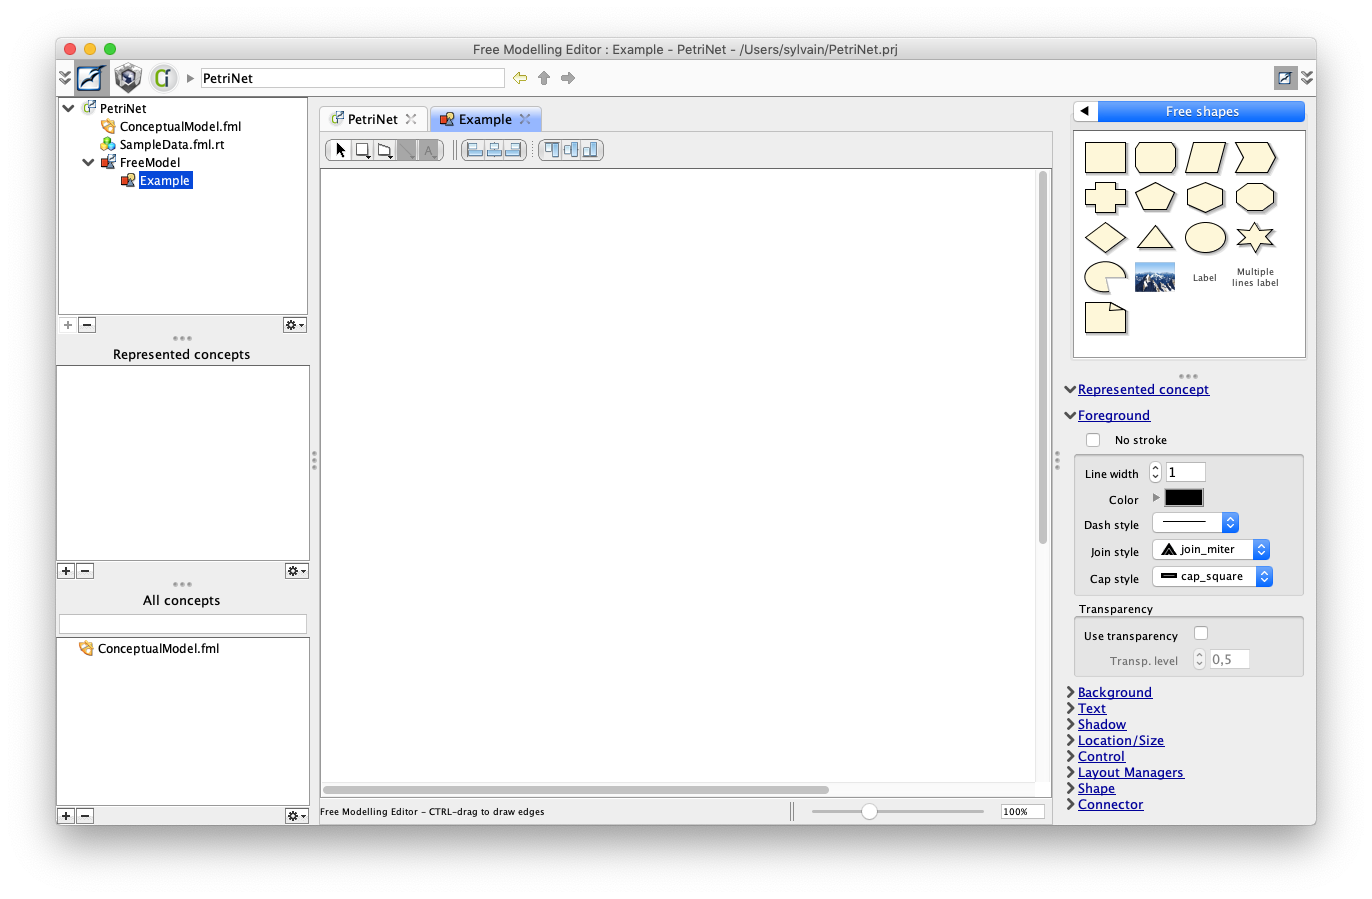 Free Modelling Editor : Example - PetriNet - /Users/sylvain/PetriNet.prj
PetriNet
PetriNet
ConceptualModel.fml
SampleData.fml.rt
FreeModel
Example
Represented concepts
All concepts
ConceptualModel.fml
PetriNet
Example
A
Free Modelling Editor - CTRL-drag to draw edges
100%
Free shapes
Label
Multiple
lines label
Represented concept
Foreground
No stroke
Line width 1
Color
Dash style
Join style join_miter
Cap style cap_square
Transparency
Use transparency
Transp. level 0,5
Background
Text
Shadow
Location/Size
Control
Layout Managers
Shape
Connector